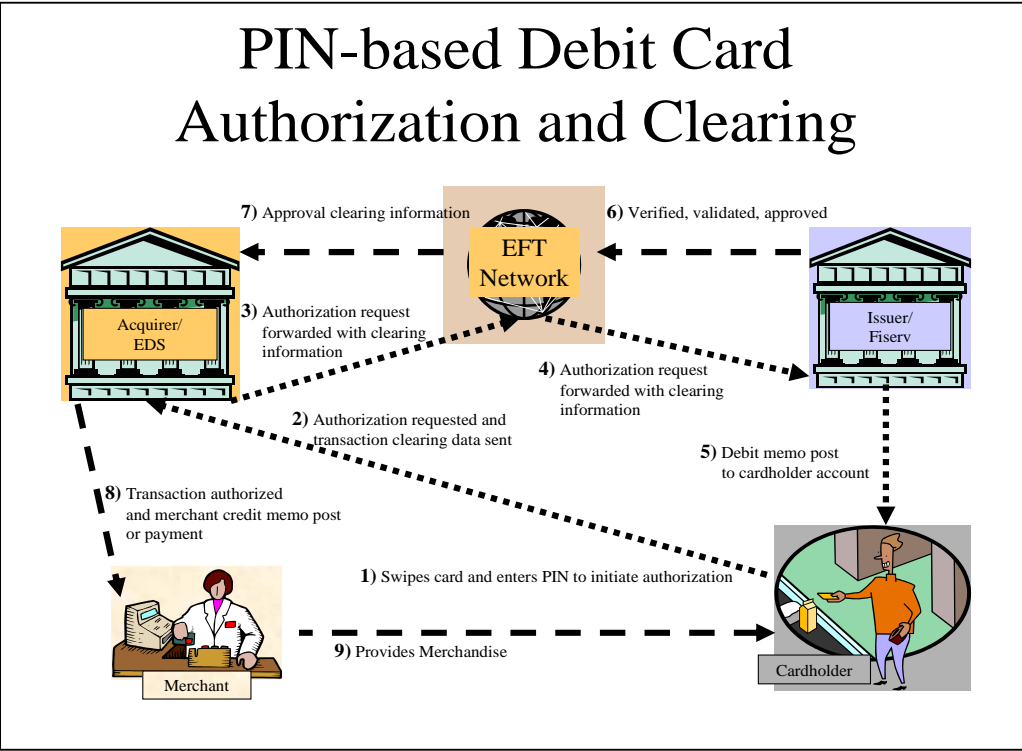 PIN-based Debit Card
Authorization and Clearing
7) Approval clearing information
6) Verified, validated, approved
EFT
Network
Acquirer/
EDS
3) Authorization request
forwarded with clearing
information
Issuer/
Fiserv
4) Authorization request
forwarded with clearing
information
2) Authorization requested and
transaction clearing data sent
5) Debit memo post
to cardholder account
8) Transaction authorized
and merchant credit memo post
or payment
1) Swipes card and enters PIN to initiate authorization
9) Provides Merchandise
Merchant
Cardholder